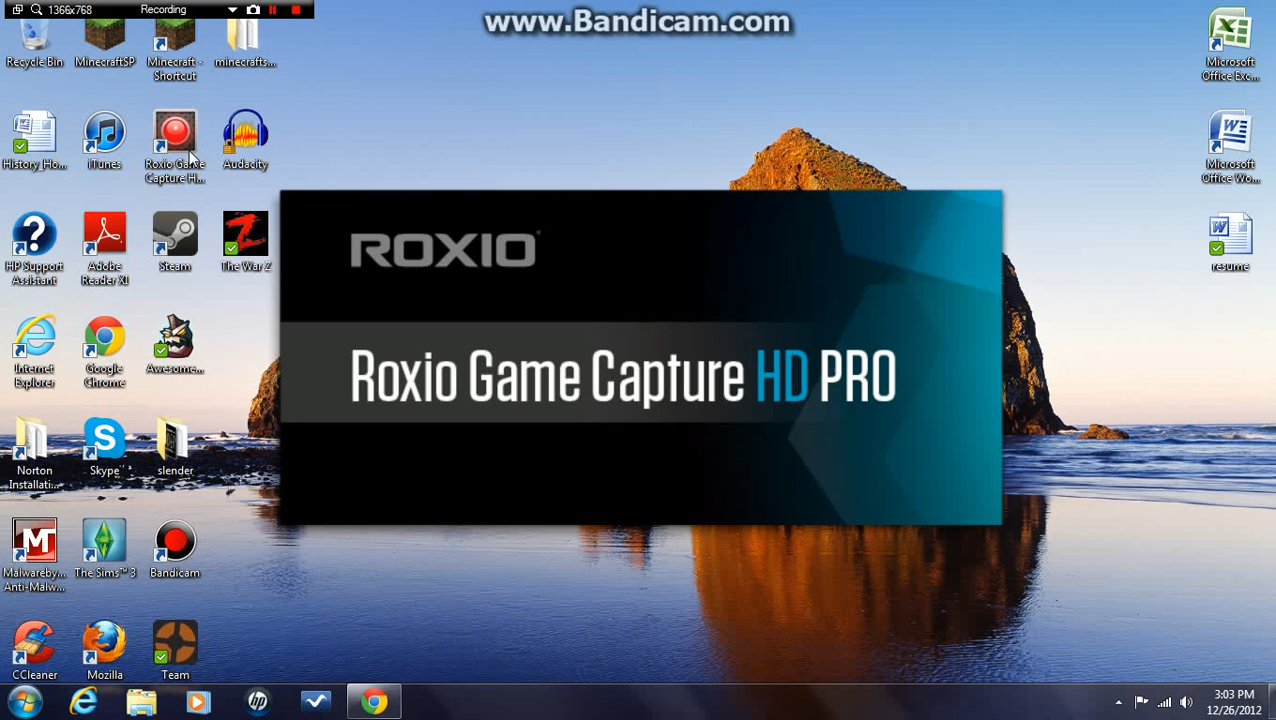 1366x768 Recording
www.Bandicam.com
Recycle Bin
MinecraftSP
Minecraft -
Shortcut
minecrafts...
Microsoft
Office Exc...
History_Ho...
iTunes
Roxio Game
Capture H...
Audacity
Microsoft
Office Wo...
HP Support
Assistant
Adobe
Reader XI
Steam
The War Z
resume
ROXIO
Roxio Game Capture HD PRO
Internet
Explorer
Google
Chrome
Awesome...
Norton
Installati...
Skype
slender
Malwareby...
Anti-Malw...
The Sims™ 3
Bandicam
CCleaner
Mozilla
Team
hp
3:03 PM
12/26/2012